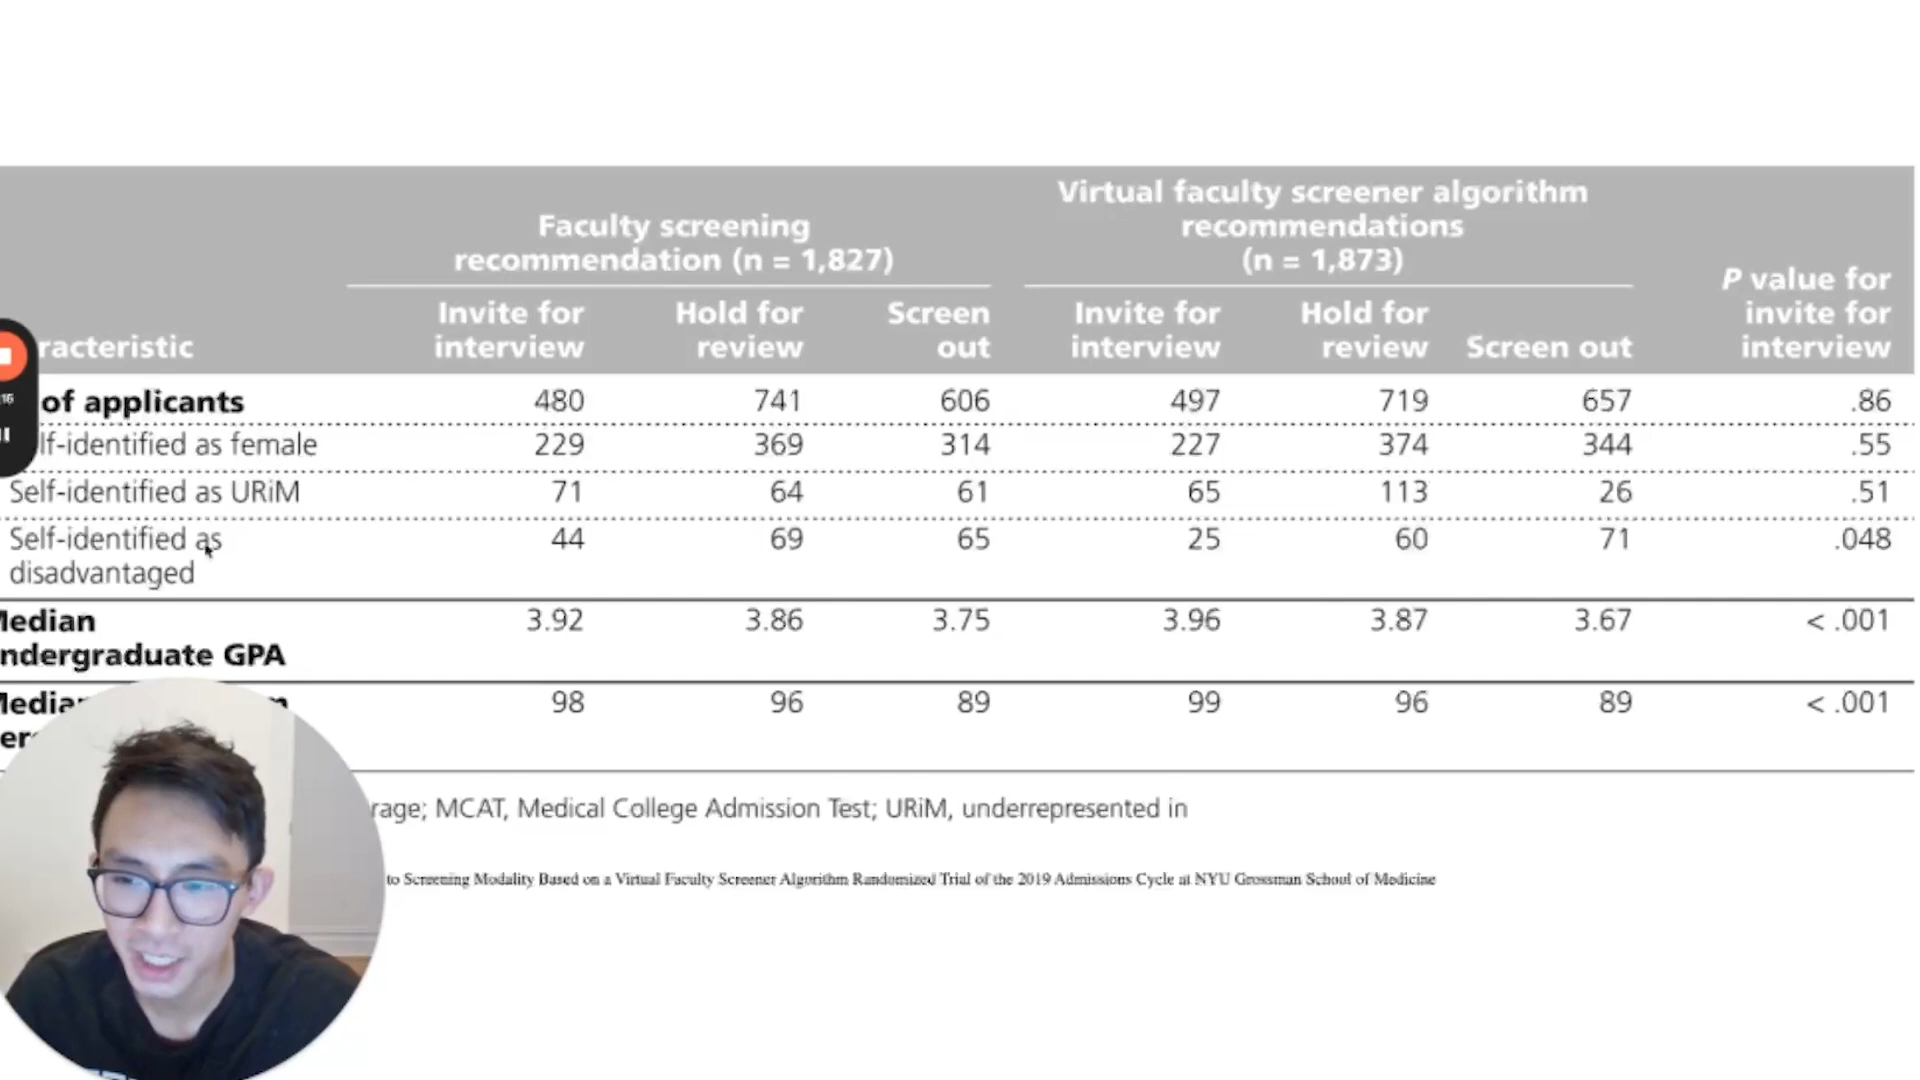 Virtual faculty screener algorithm
Faculty screening recommendations
recommendation (n = 1,827) (n = 1,873) P value for
Invite for Hold for Screen Invite for Hold for invite for
racteristic interview review out interview review Screen out interview
of applicants 480 741 606 497 719 657 .86
lf-identified as female 229 369 314 227 374 344 .55
Self-identified as URiM 71 64 61 65 113 26 .51
Self-identified as 44 69 65 25 60 71 .048
disadvantaged
Median 3.92 3.86 3.75 3.96 3.87 3.67 < .001
ndergraduate GPA
98 96 89 99 96 89 < .001
rage; MCAT, Medical College Admission Test; URiM, underrepresented in
to Screening Modality Based on a Virtual Faculty Screener Algorithm Randomized Trial of the 2019 Admissions Cycle at NYU Grossman School of Medicine